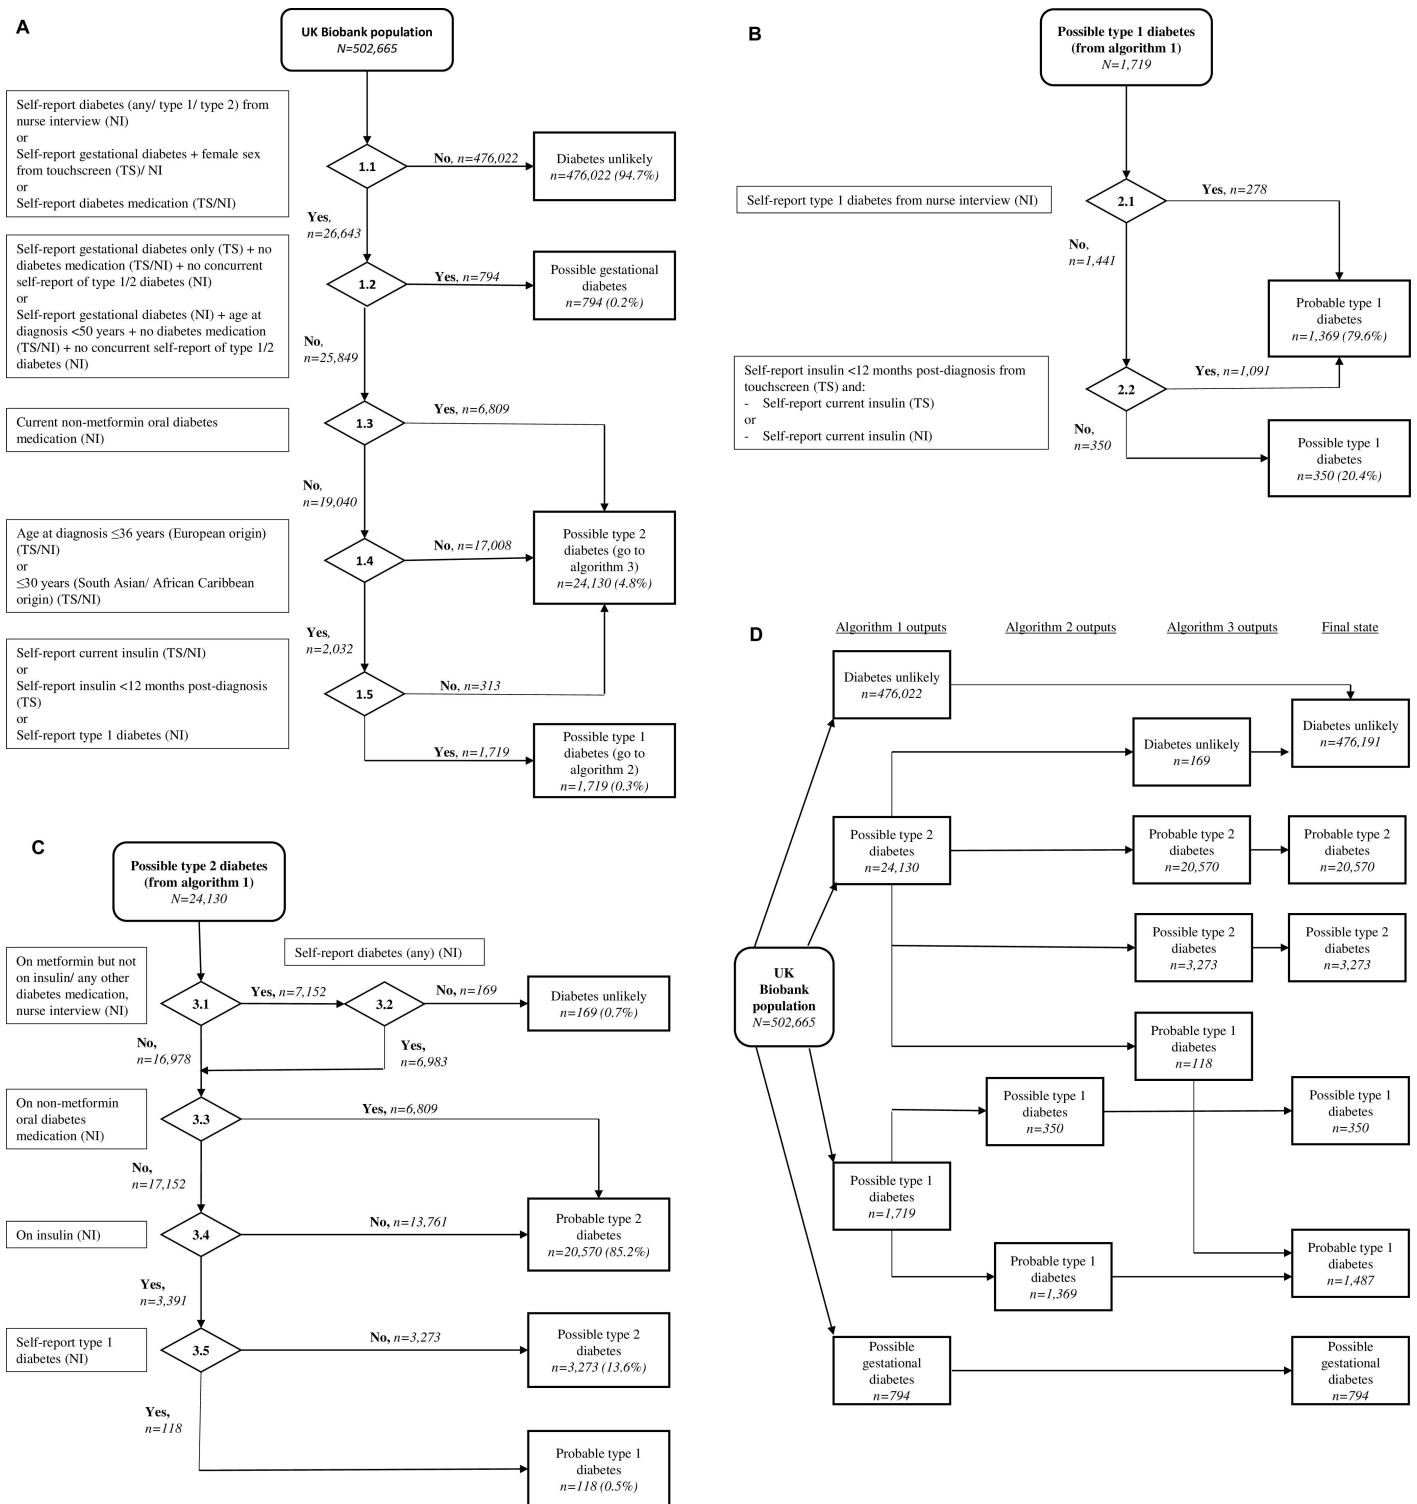 A
UK Biobank population
N=502,665
Self-report diabetes (any/ type 1/ type 2) from
nurse interview (NI)
or
Self-report gestational diabetes + female sex
from touchscreen (TS)/ NI
or
Self-report diabetes medication (TS/NI)
1.1
No, n=476,022
Diabetes unlikely
n=476,022 (94.7%)
Yes,
n=26,643
Self-report gestational diabetes only (TS) + no
diabetes medication (TS/NI) + no concurrent
self-report of type 1/2 diabetes (NI)
or
Self-report gestational diabetes (NI) + age at
diagnosis <50 years + no diabetes medication
(TS/NI) + no concurrent self-report of type 1/2
diabetes (NI)
1.2
Yes, n=794
Possible gestational
diabetes
n=794 (0.2%)
No,
n=25,849
Current non-metformin oral diabetes
medication (NI)
1.3
Yes, n=6,809
No,
n=19,040
Age at diagnosis ≤36 years (European origin)
(TS/NI)
or
≤30 years (South Asian/ African Caribbean
origin) (TS/NI)
1.4
No, n=17,008
Possible type 2
diabetes (go to
algorithm 3)
n=24,130 (4.8%)
Yes,
n=2,032
Self-report current insulin (TS/NI)
or
Self-report insulin <12 months post-diagnosis
(TS)
or
Self-report type 1 diabetes (NI)
1.5
No, n=313
Yes, n=1,719
Possible type 1
diabetes (go to
algorithm 2)
n=1,719 (0.3%)
B
Possible type 1 diabetes
(from algorithm 1)
N=1,719
Self-report type 1 diabetes from nurse interview (NI)
2.1
Yes, n=278
No,
n=1,441
Probable type 1
diabetes
n=1,369 (79.6%)
Self-report insulin <12 months post-diagnosis from
touchscreen (TS) and:
- Self-report current insulin (TS)
or
- Self-report current insulin (NI)
2.2
Yes, n=1,091
No,
n=350
Possible type 1
diabetes
n=350 (20.4%)
C
Possible type 2 diabetes
(from algorithm 1)
N=24,130
On metformin but not
on insulin/ any other
diabetes medication,
nurse interview (NI)
Self-report diabetes (any) (NI)
3.1
Yes, n=7,152
3.2
No, n=169
Diabetes unlikely
n=169 (0.7%)
No,
n=16,978
Yes,
n=6,983
On non-metformin
oral diabetes
medication (NI)
3.3
Yes, n=6,809
No,
n=17,152
On insulin (NI)
3.4
No, n=13,761
Probable type 2
diabetes
n=20,570 (85.2%)
Yes,
n=3,391
Self-report type 1
diabetes (NI)
3.5
No, n=3,273
Possible type 2
diabetes
n=3,273 (13.6%)
Yes,
n=118
Probable type 1
diabetes
n=118 (0.5%)
D
Algorithm 1 outputs
Algorithm 2 outputs
Algorithm 3 outputs
Final state
Diabetes unlikely
n=476,022
Diabetes unlikely
n=169
Diabetes unlikely
n=476,191
Possible type 2
diabetes
n=24,130
Probable type 2
diabetes
n=20,570
Probable type 2
diabetes
n=20,570
Possible type 2
diabetes
n=3,273
Possible type 2
diabetes
n=3,273
UK
Biobank
population
N=502,665
Probable type 1
diabetes
n=118
Possible type 1
diabetes
n=350
Possible type 1
diabetes
n=350
Possible type 1
diabetes
n=1,719
Probable type 1
diabetes
n=1,369
Probable type 1
diabetes
n=1,487
Possible
gestational
diabetes
n=794
Possible
gestational
diabetes
n=794